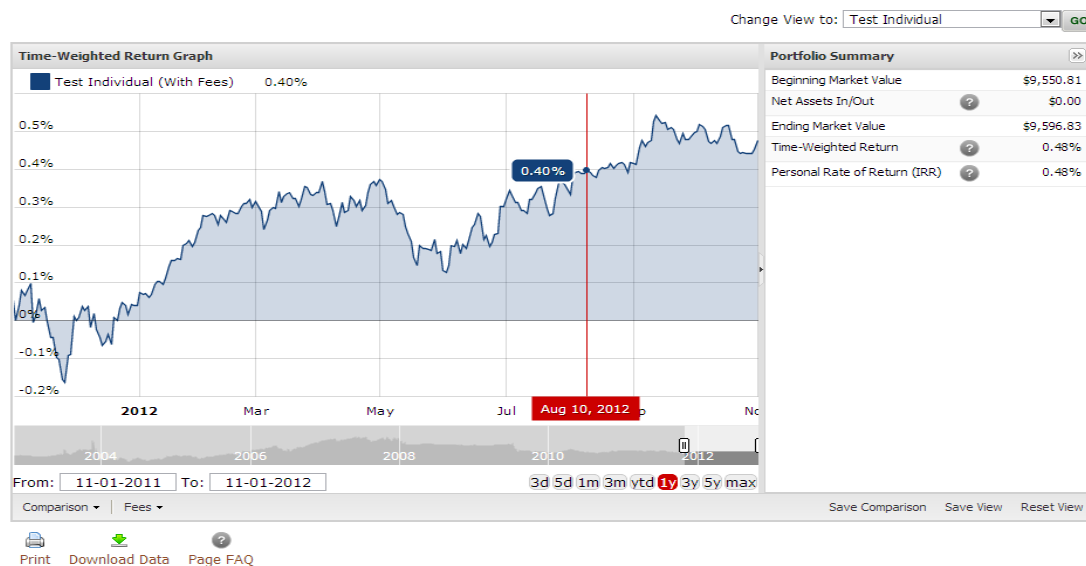 Change View to: Test Individual GO
Time-Weighted Return Graph
Test Individual (With Fees) 0.40%
0.5%
0.4%
0.3%
0.2%
0.1%
0%
-0.1%
-0.2%
0.40%
2012 Mar May Jul Aug 10, 2012
2004 2006 2008 2010 2012
From: 11-01-2011 To: 11-01-2012 3d 5d 1m 3m ytd 1y 3y 5y max
Comparison Fees Save Comparison Save View Reset View
Portfolio Summary
Beginning Market Value $9,550.81
Net Assets In/Out ? $0.00
Ending Market Value $9,596.83
Time-Weighted Return ? 0.48%
Personal Rate of Return (IRR) ? 0.48%
Print Download Data ? Page FAQ